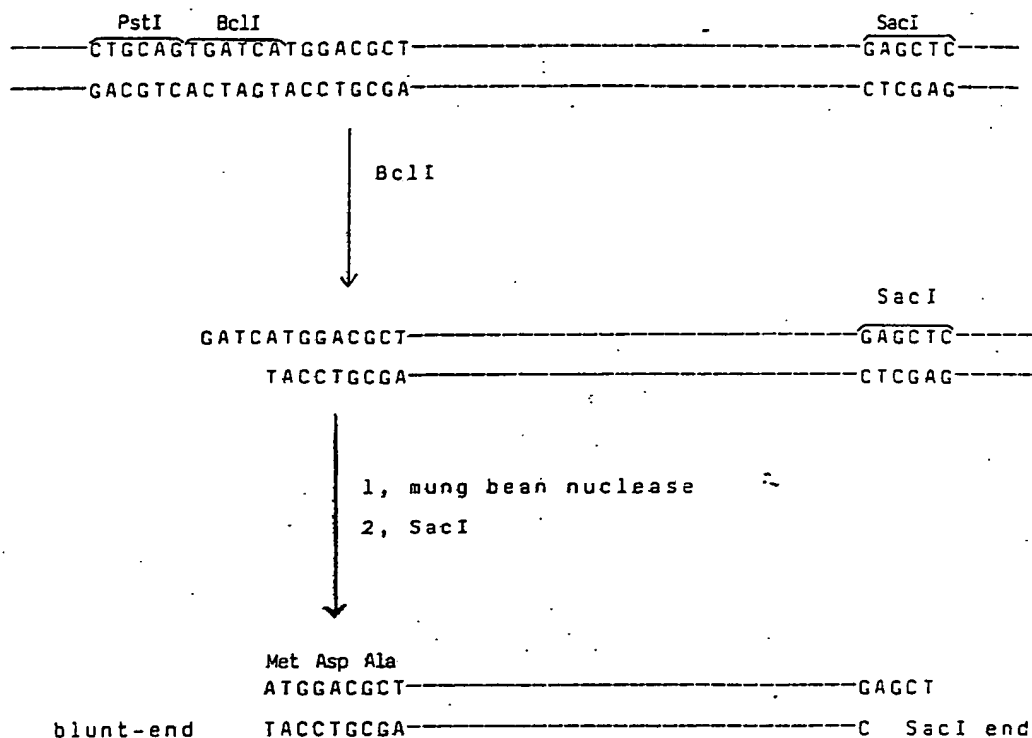 PstI BclI SacI
-----CTGCAGTGATCATGGACGCT----------GAGCTC-----
-----GACGTCACTAGTACCTGCGA----------CTCGAG-----
BclI
SacI
GATCATGGACGCT----------GAGCTC-----
TACCTGCGA----------CTCGAG-----
1, mung bean nuclease
2, SacI
Met Asp Ala
ATGGACGCT----------GAGCT
blunt-end TACCTGCGA----------C SacI end